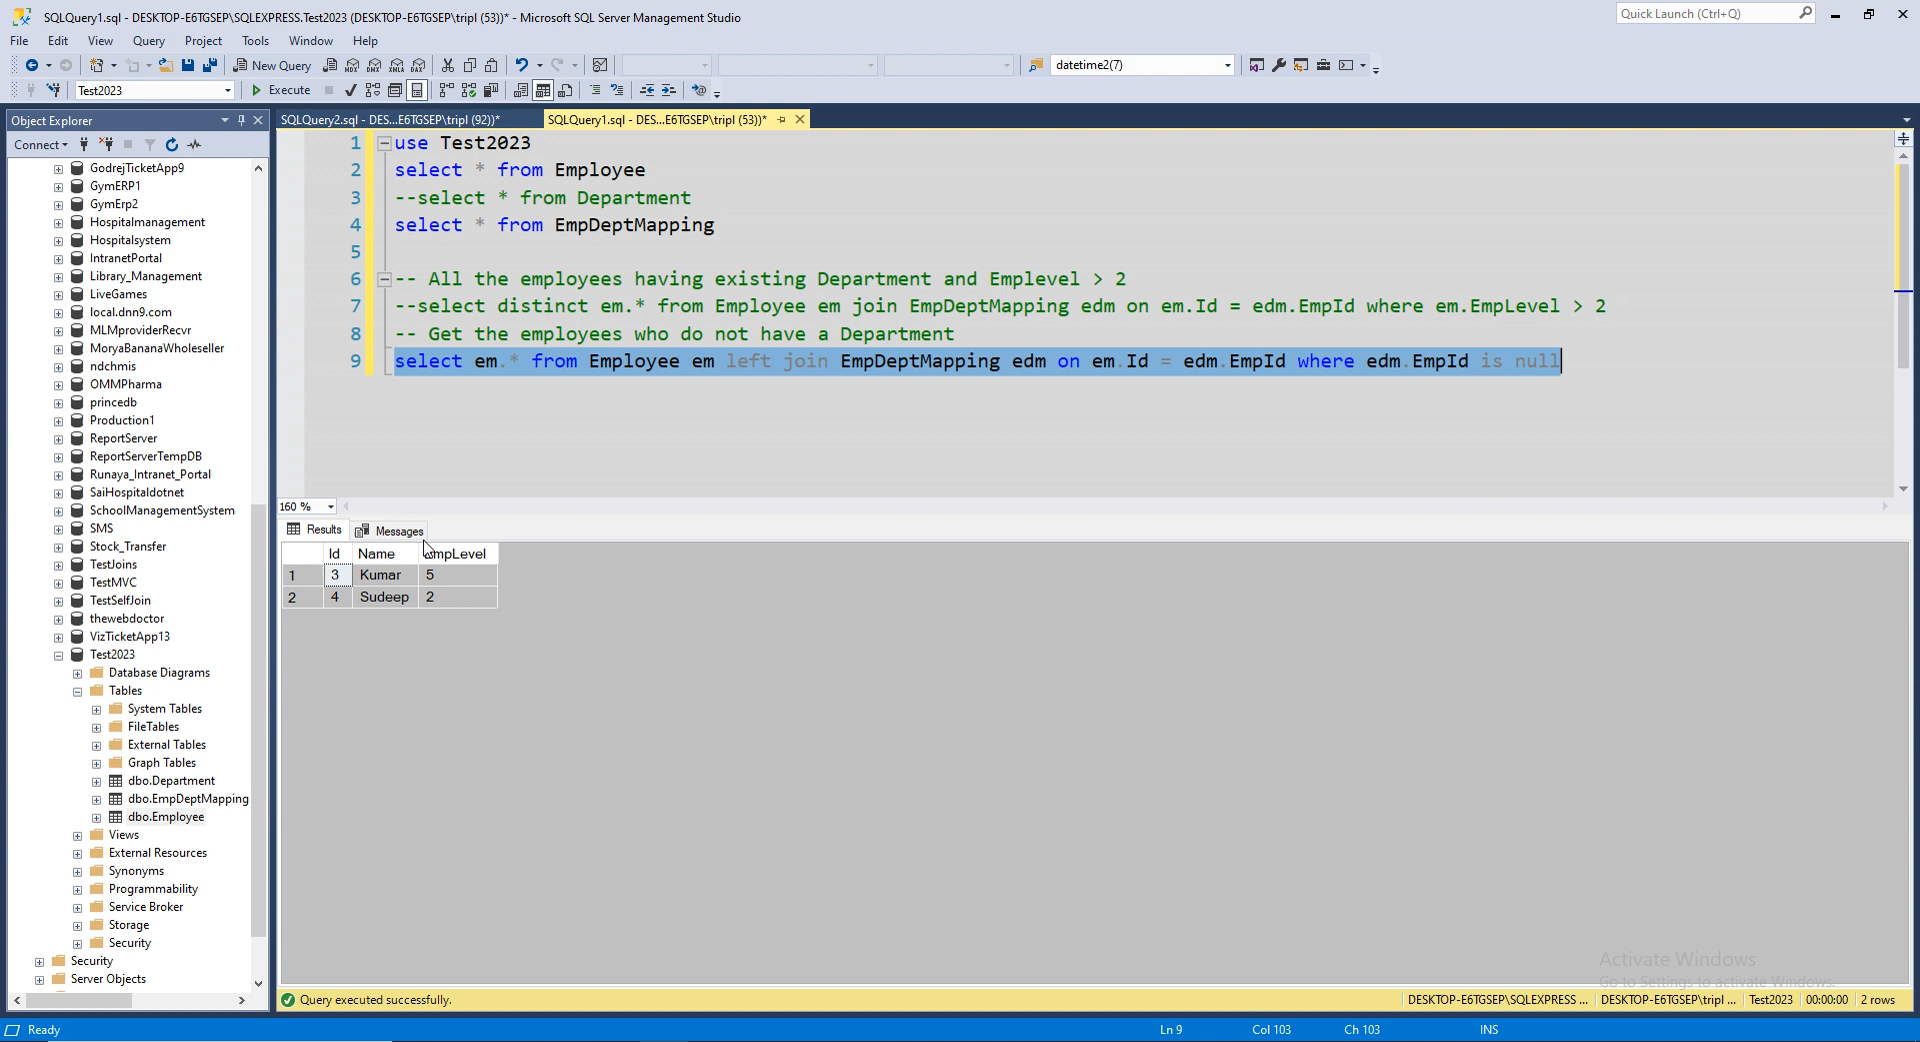 SQLQuery1.sql - DESKTOP-E6TGSEP\SQLEXPRESS.Test2023 (DESKTOP-E6TGSEP\tripl (53))* - Microsoft SQL Server Management Studio
Quick Launch (Ctrl+Q)
File Edit View Query Project Tools Window Help
New Query
datetime2(7)
Test2023
Execute
Object Explorer
Connect
GodrejTicketApp9
GymERP1
GymErp2
Hospitalmanagement
Hospitalsystem
IntranetPortal
Library_Management
LiveGames
local.dnn9.com
MLMproviderRecvr
MoryaBananaWholeseller
ndchmis
OMMPharma
princedb
Production1
ReportServer
ReportServerTempDB
Runaya_Intranet_Portal
SaiHospitaldotnet
SchoolManagementSystem
SMS
Stock_Transfer
TestJoins
TestMVC
TestSelfJoin
thewebdoctor
VizTicketApp13
Test2023
Database Diagrams
Tables
System Tables
FileTables
External Tables
Graph Tables
dbo.Department
dbo.EmpDeptMapping
dbo.Employee
Views
External Resources
Synonyms
Programmability
Service Broker
Storage
Security
Security
Server Objects
SQLQuery2.sql - DES...E6TGSEP\tripl (92))*
SQLQuery1.sql - DES...E6TGSEP\tripl (53))*
1 use Test2023
2 select * from Employee
3 --select * from Department
4 select * from EmpDeptMapping
5
6 -- All the employees having existing Department and Emplevel > 2
7 --select distinct em.* from Employee em join EmpDeptMapping edm on em.Id = edm.EmpId where em.EmpLevel > 2
8 -- Get the employees who do not have a Department
9 select em.* from Employee em left join EmpDeptMapping edm on em.Id = edm.EmpId where edm.EmpId is null
160 %
Results Messages
Id Name EmpLevel
1 3 Kumar 5
2 4 Sudeep 2
Activate Windows
Go to Settings to activate Windows.
Query executed successfully.
DESKTOP-E6TGSEP\SQLEXPRESS ... DESKTOP-E6TGSEP\tripl ... Test2023 00:00:00 2 rows
Ready
Ln 9 Col 103 Ch 103 INS